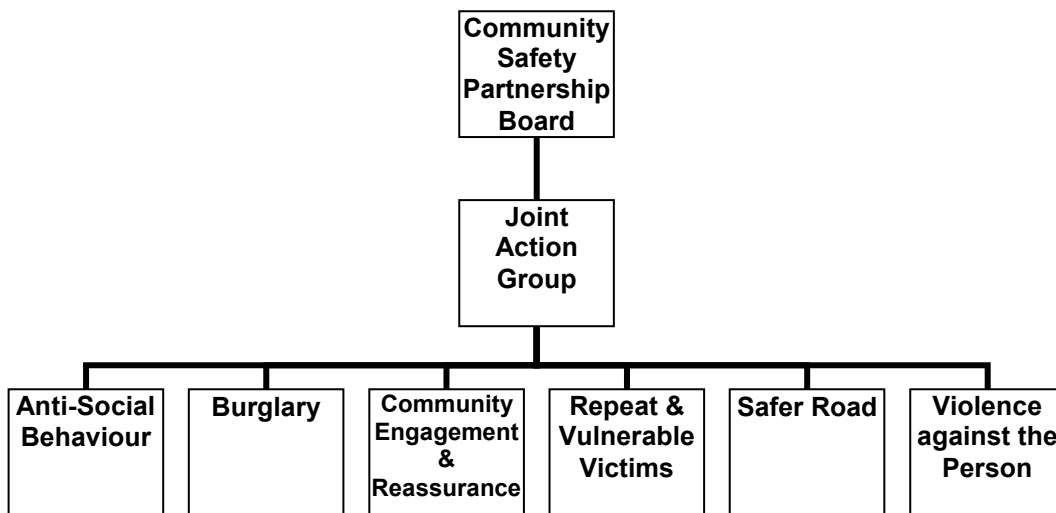 Community
Safety
Partnership
Board
Joint
Action
Group
Anti-Social
Behaviour
Burglary
Community
Engagement
&
Reassurance
Repeat &
Vulnerable
Victims
Safer Road
Violence
against the
Person